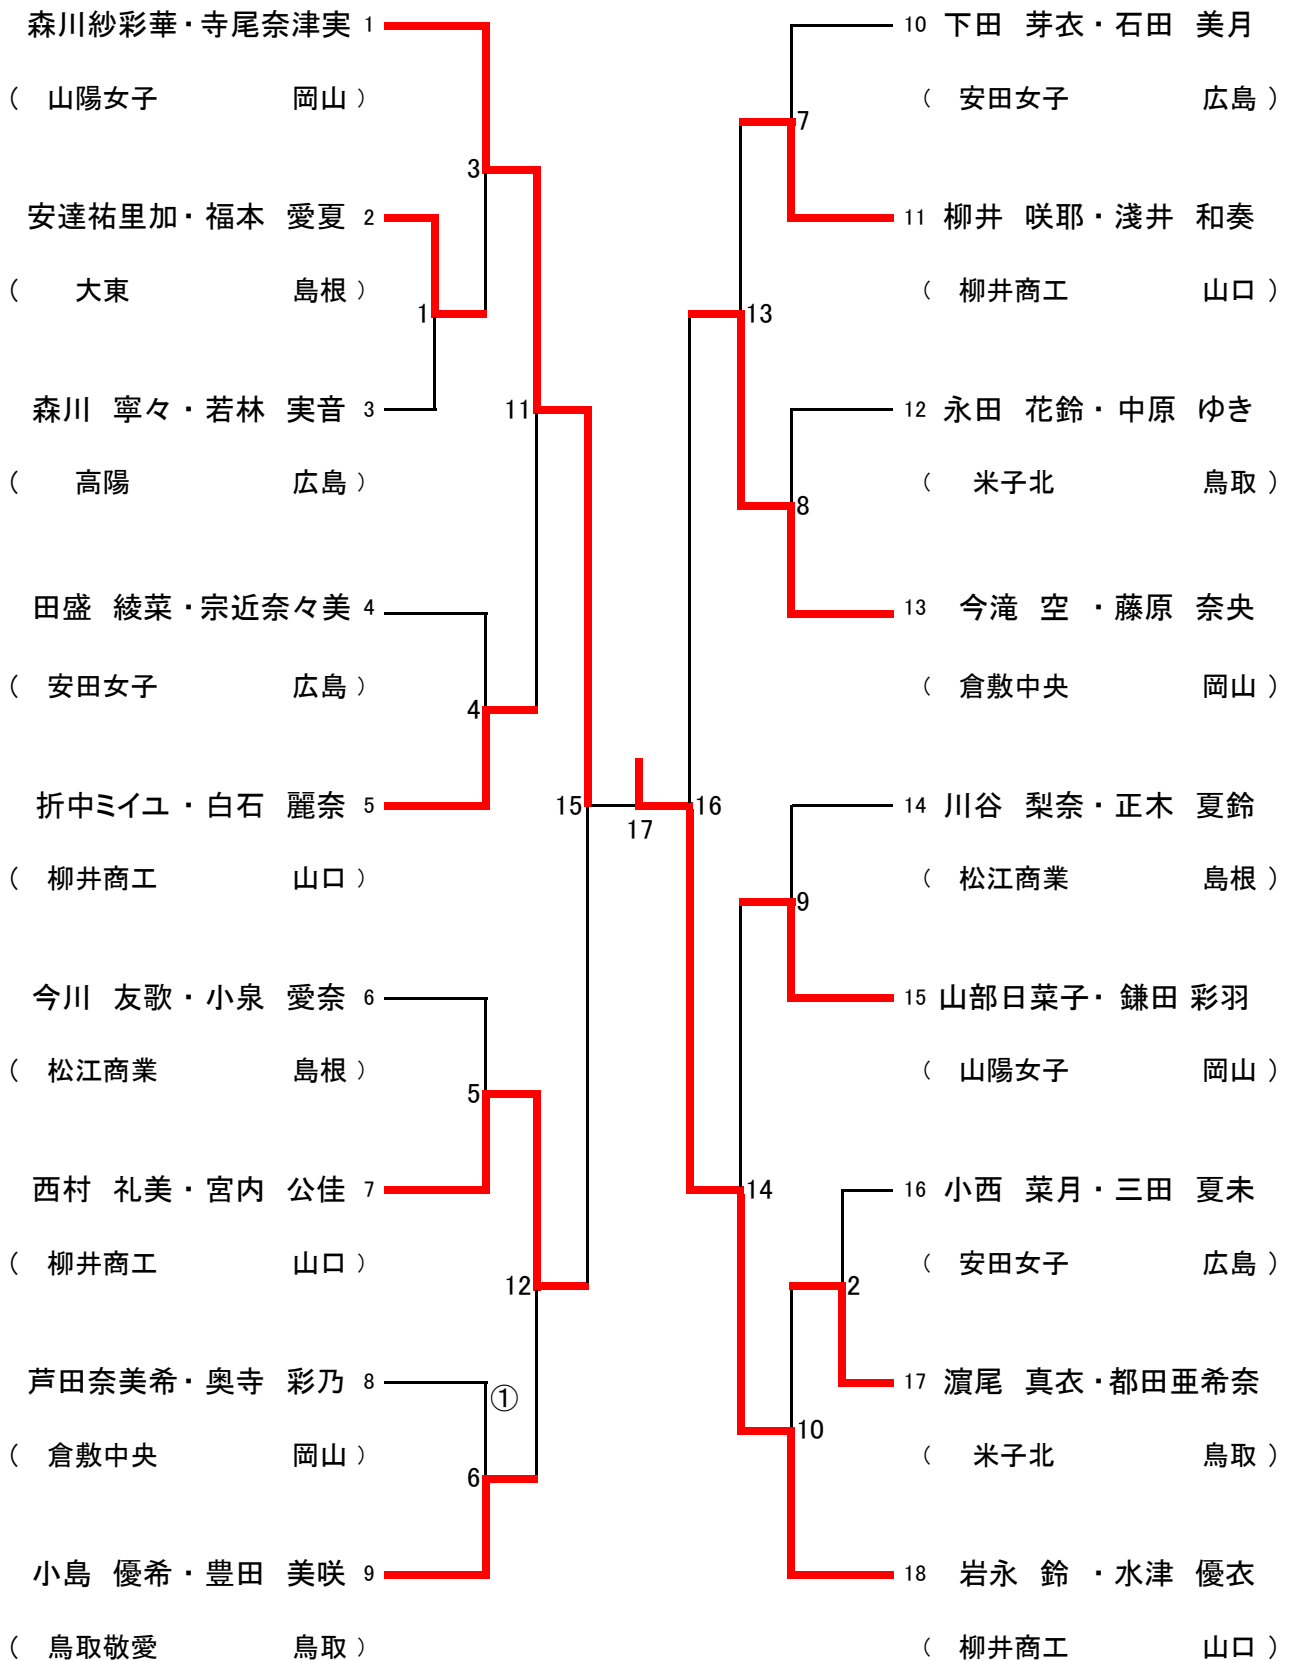 森川紗彩華・寺尾奈津実 1
（ 山陽女子 岡山 ）
3
安達祐里加・福本 愛夏 2
（ 大東 島根 ）
1
森川 寧々・若林 実音 3
11
（ 高陽 広島 ）
田盛 綾菜・宗近奈々美 4
（ 安田女子 広島 ）
4
折中ミイユ・白石 麗奈 5
15
17
（ 柳井商工 山口 ）
今川 友歌・小泉 愛奈 6
（ 松江商業 島根 ）
5
西村 礼美・宮内 公佳 7
（ 柳井商工 山口 ）
12
芦田奈美希・奥寺 彩乃 8
①
（ 倉敷中央 岡山 ）
6
小島 優希・豊田 美咲 9
（ 鳥取敬愛 鳥取 ）
10 下田 芽衣・石田 美月
（ 安田女子 広島 ）
7
11 柳井 咲耶・淺井 和奏
（ 柳井商工 山口 ）
13
12 永田 花鈴・中原 ゆき
（ 米子北 鳥取 ）
8
13 今滝 空 ・藤原 奈央
（ 倉敷中央 岡山 ）
16
14 川谷 梨奈・正木 夏鈴
（ 松江商業 島根 ）
9
15 山部日菜子・鎌田 彩羽
（ 山陽女子 岡山 ）
14
16 小西 菜月・三田 夏未
（ 安田女子 広島 ）
2
17 濵尾 真衣・都田亜希奈
10
（ 米子北 鳥取 ）
18 岩永 鈴 ・水津 優衣
（ 柳井商工 山口 ）